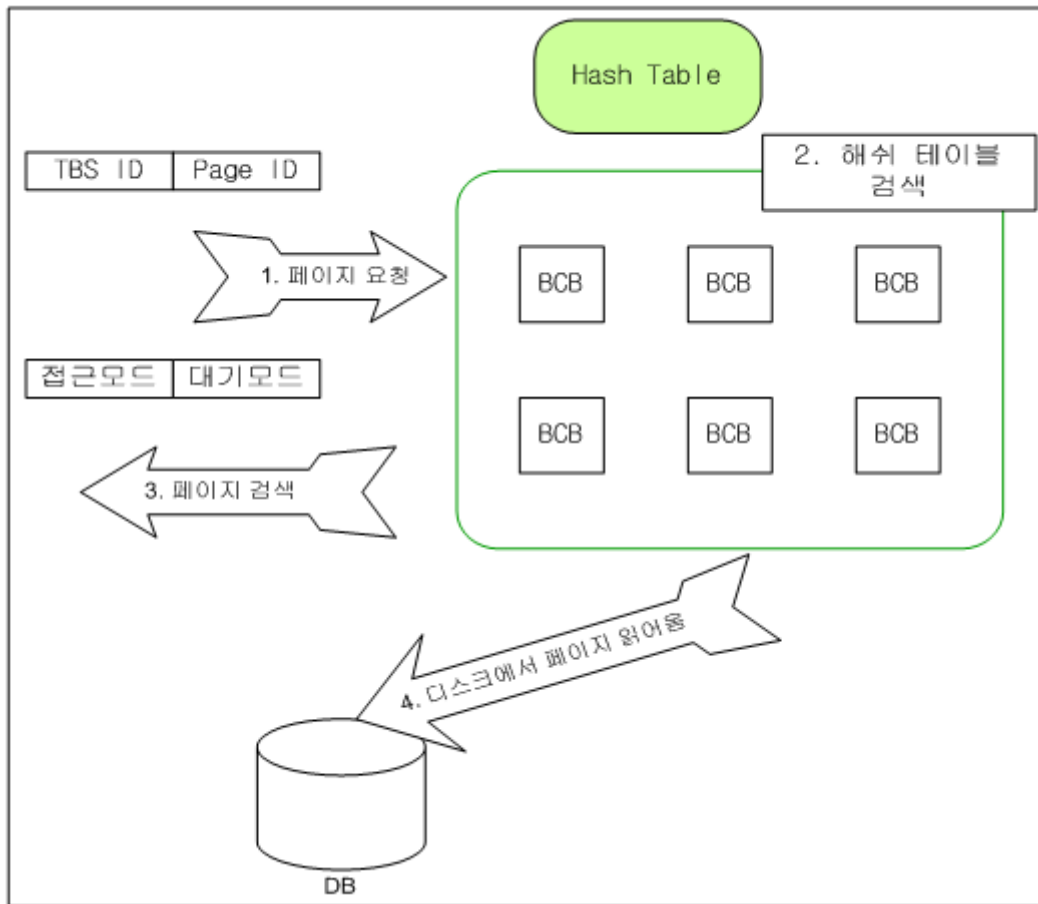 Hash Table
TBS ID Page ID
2. 해쉬 테이블
검색
1. 페이지 요청
BCB BCB BCB
접근모드 대기모드
BCB BCB BCB
3. 페이지 검색
4. 디스크에서 페이지 읽어옴
DB